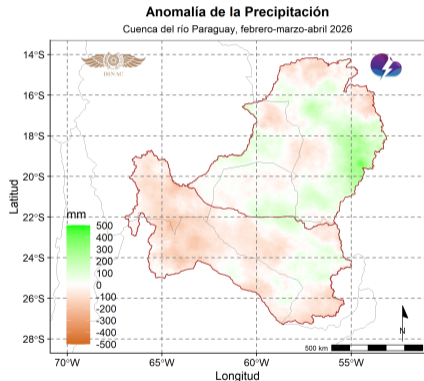 Anomalía de la Precipitación
Cuenca del río Paraguay, febrero-marzo-abril 2026
DINAC
14°S
16°S
18°S
20°S
22°S
24°S
26°S
28°S
Latitud
mm
500
400
300
200
100
0
-100
-200
-300
-400
-500
N
500 km
70°W
65°W
60°W
55°W
Longitud